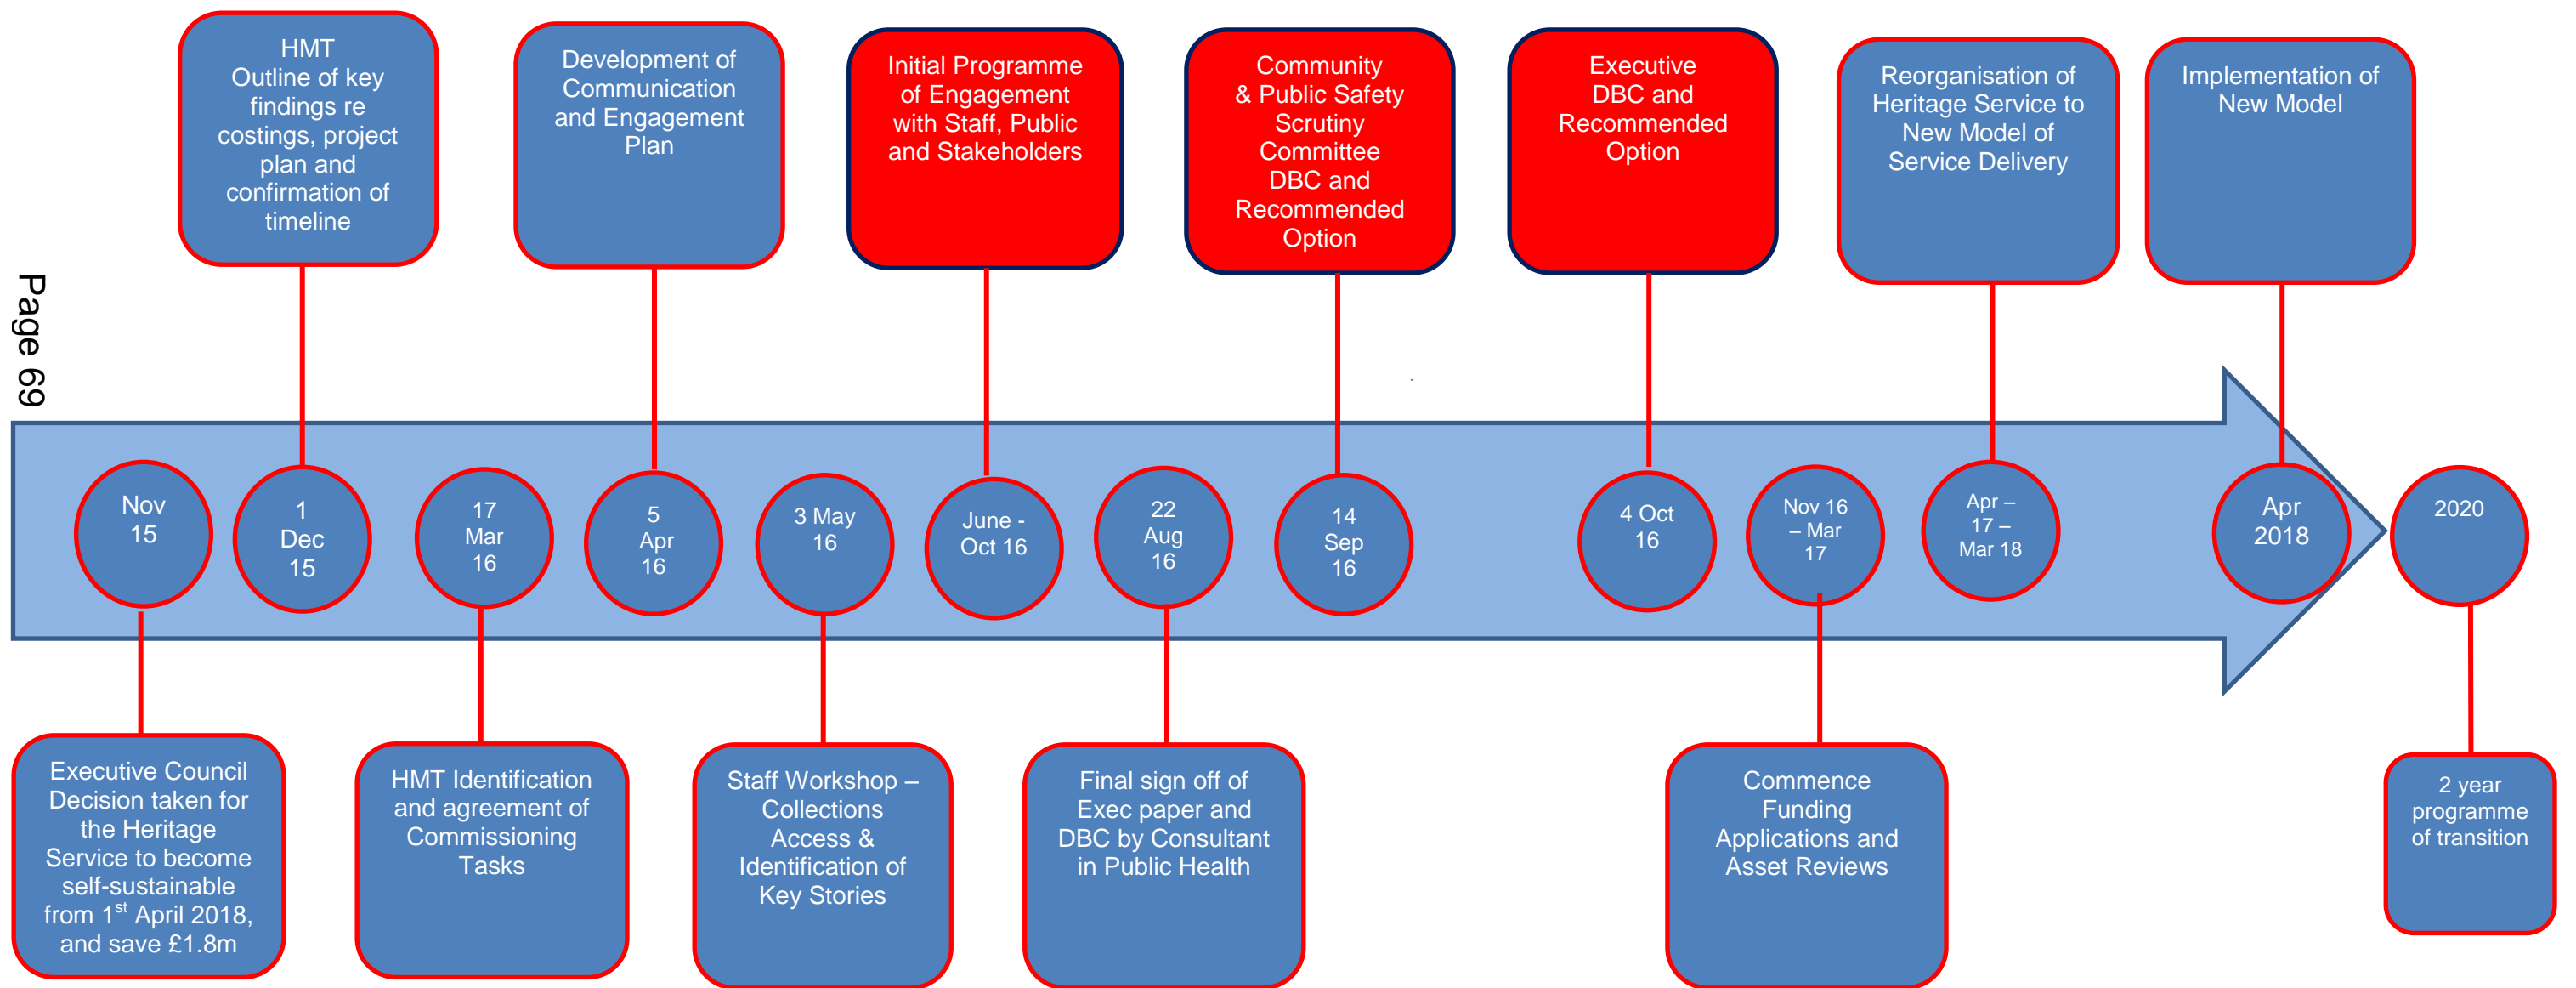 HMT
Outline of key
findings re
costings, project
plan and
confirmation of
timeline
Development of
Communication
and Engagement
Plan
Initial Programme
of Engagement
with Staff, Public
and Stakeholders
Community
& Public Safety
Scrutiny
Committee
DBC and
Recommended
Option
Executive
DBC and
Recommended
Option
Reorganisation of
Heritage Service to
New Model of
Service Delivery
Implementation of
New Model
Page 69
Nov
15
1
Dec
15
17
Mar
16
5
Apr
16
3 May
16
June -
Oct 16
22
Aug
16
14
Sep
16
4 Oct
16
Nov 16
– Mar
17
Apr –
17 –
Mar 18
Apr
2018
2020
Executive Council
Decision taken for
the Heritage
Service to become
self-sustainable
from 1st April 2018,
and save £1.8m
HMT Identification
and agreement of
Commissioning
Tasks
Staff Workshop –
Collections
Access &
Identification of
Key Stories
Final sign off of
Exec paper and
DBC by Consultant
in Public Health
Commence
Funding
Applications and
Asset Reviews
2 year
programme
of transition